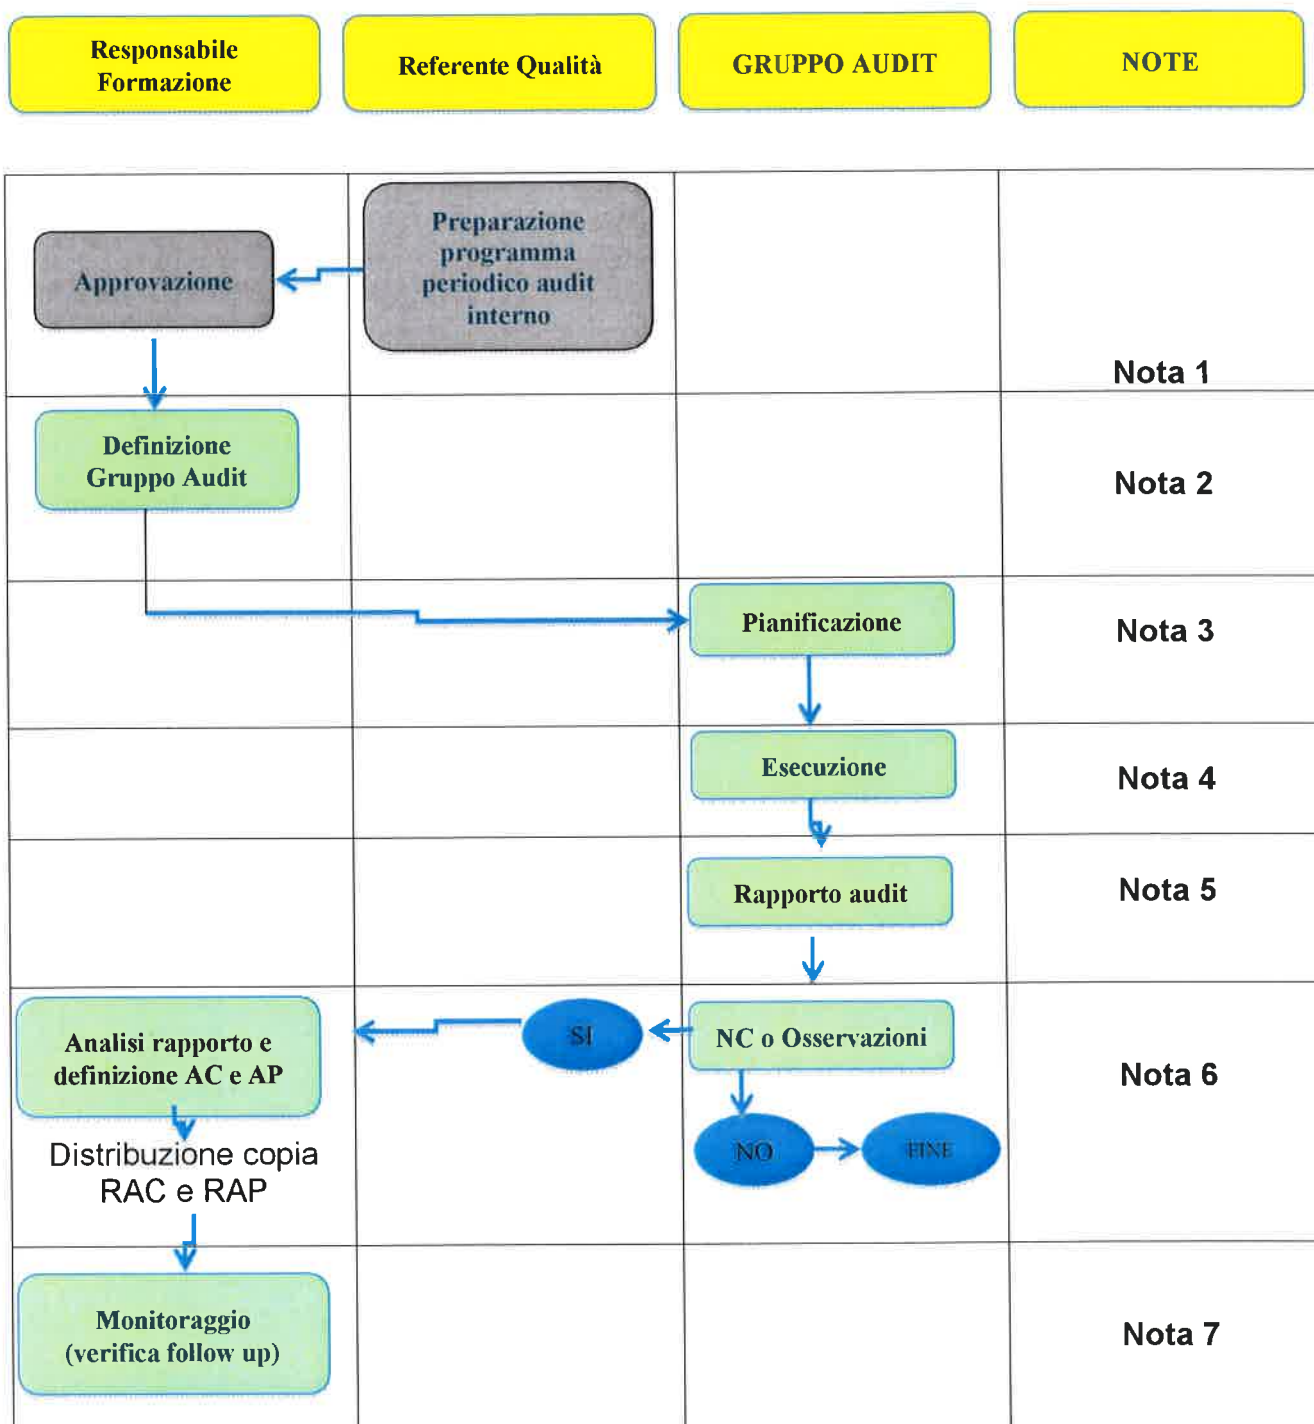 Responsabile
Formazione
Referente Qualità
GRUPPO AUDIT
NOTE
Preparazione
programma
periodico audit
interno
Approvazione
Nota 1
Definizione
Gruppo Audit
Nota 2
Pianificazione
Nota 3
Esecuzione
Nota 4
Rapporto audit
Nota 5
Analisi rapporto e
definizione AC e AP
SI
NC o Osservazioni
Nota 6
Distribuzione copia
RAC e RAP
NO
FINE
Monitoraggio
(verifica follow up)
Nota 7